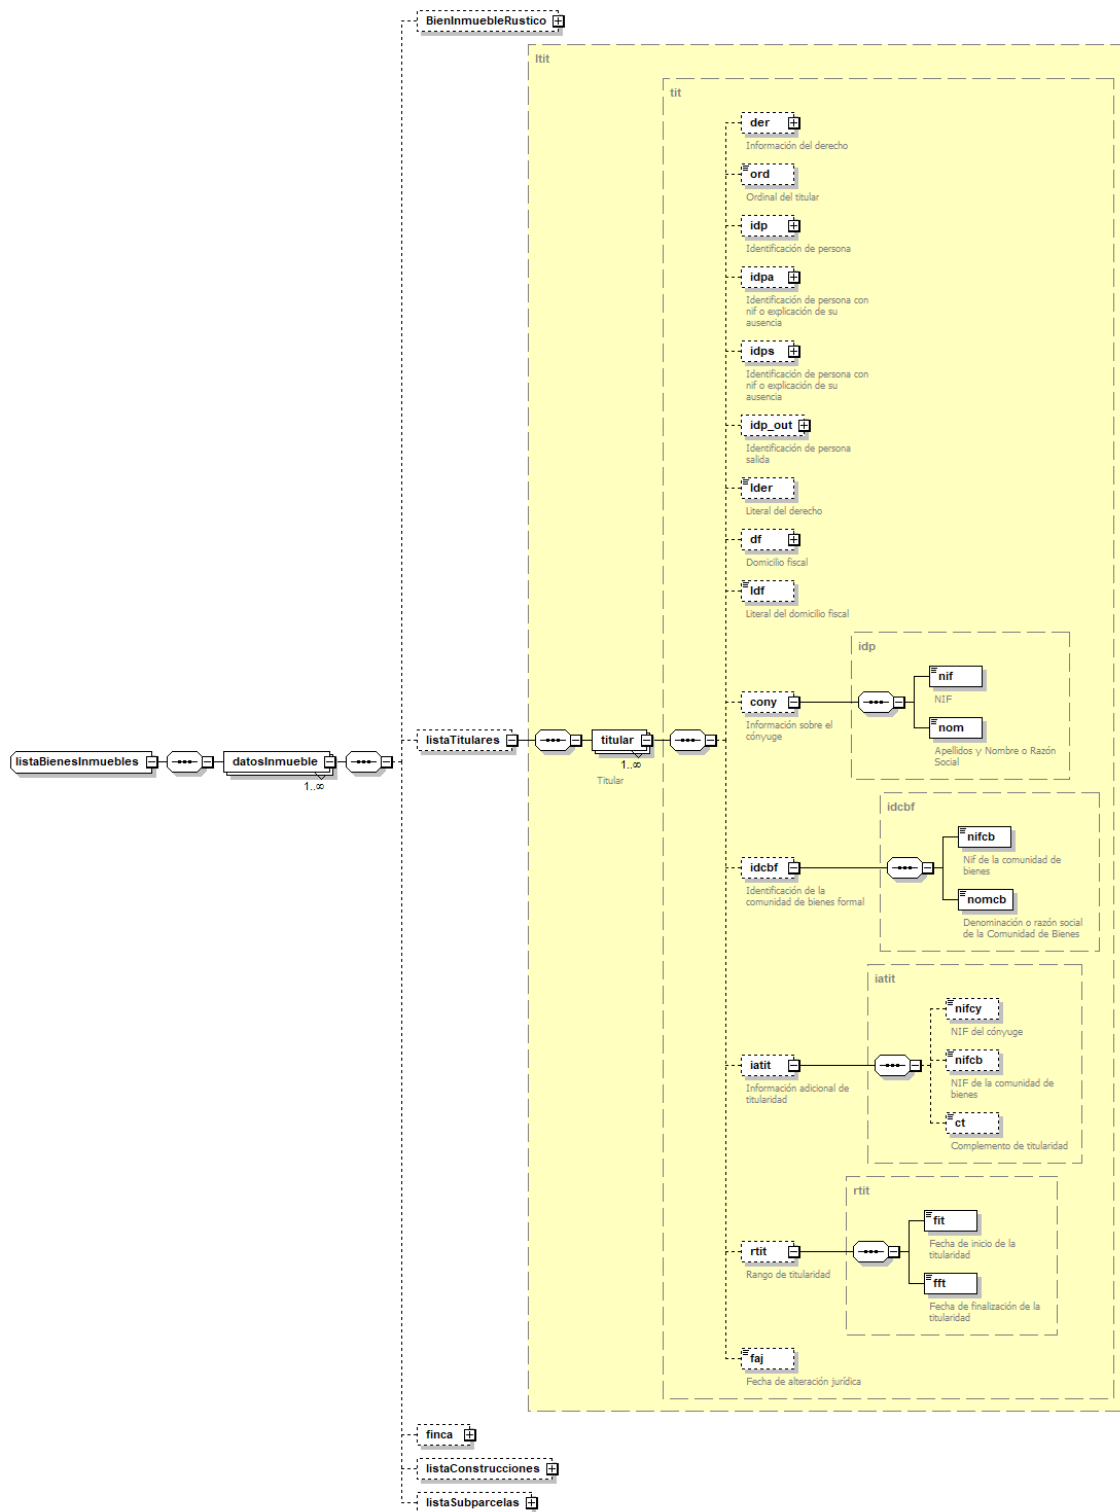 BienInmuebleRustico
ltit
tit
der
Información del derecho
ord
Ordinal del titular
idp
Identificación de persona
idpa
Identificación de persona con
nif o explicación de su
ausencia
idps
Identificación de persona con
nif o explicación de su
ausencia
idp_out
Identificación de persona
salida
lder
Literal del derecho
df
Domicilio fiscal
ldf
Literal del domicilio fiscal
idp
nif
NIF
cony
Información sobre el
cónyuge
nom
Apellidos y Nombre o Razón
Social
listaBienesInmuebles
datosInmueble
1..∞
listaTitulares
titular
1..∞
Titular
idcbf
nifcb
Nif de la comunidad de
bienes
idcbf
Identificación de la
comunidad de bienes formal
nomcb
Denominación o razón social
de la Comunidad de Bienes
iatit
nifcy
NIF del cónyuge
iatit
Información adicional de
titularidad
nifcb
NIF de la comunidad de
bienes
ct
Complemento de titularidad
rtit
fit
Fecha de inicio de la
titularidad
rtit
Rango de titularidad
fft
Fecha de finalización de la
titularidad
faj
Fecha de alteración jurídica
finca
listaConstrucciones
listaSubparcelas